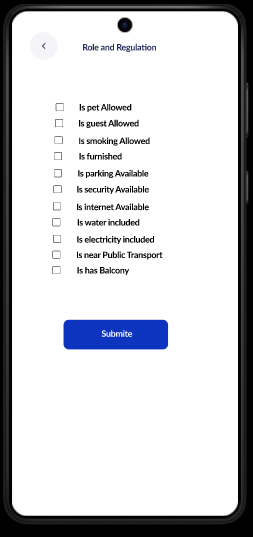 Role and Regulation
Is pet Allowed
Is guest Allowed
Is smoking Allowed
Is furnished
Is parking Available
Is security Available
Is internet Available
Is water included
Is electricity included
Is near Public Transport
Is has Balcony
Submite